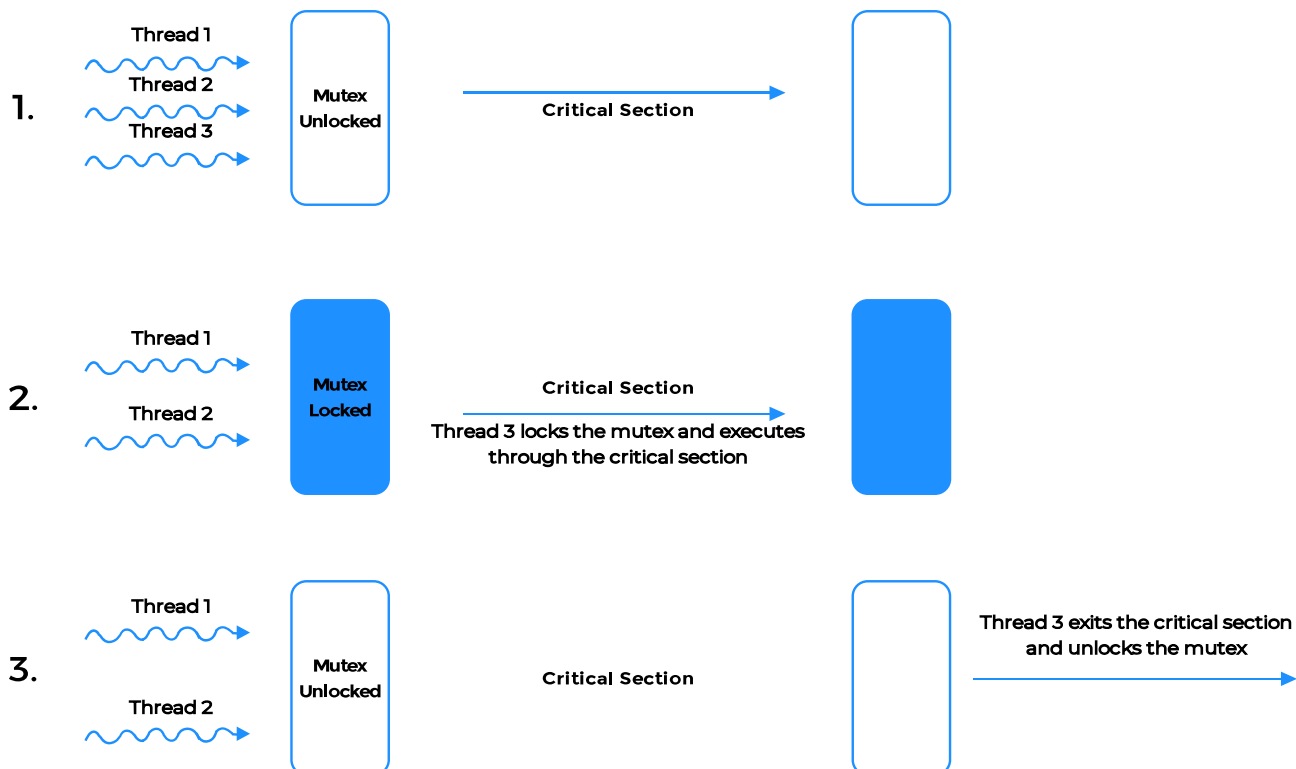 1.
Thread 1
Thread 2
Thread 3
Mutex
Unlocked
Critical Section
2.
Thread 1
Thread 2
Mutex
Locked
Critical Section
Thread 3 locks the mutex and executes
through the critical section
3.
Thread 1
Thread 2
Mutex
Unlocked
Critical Section
Thread 3 exits the critical section
and unlocks the mutex